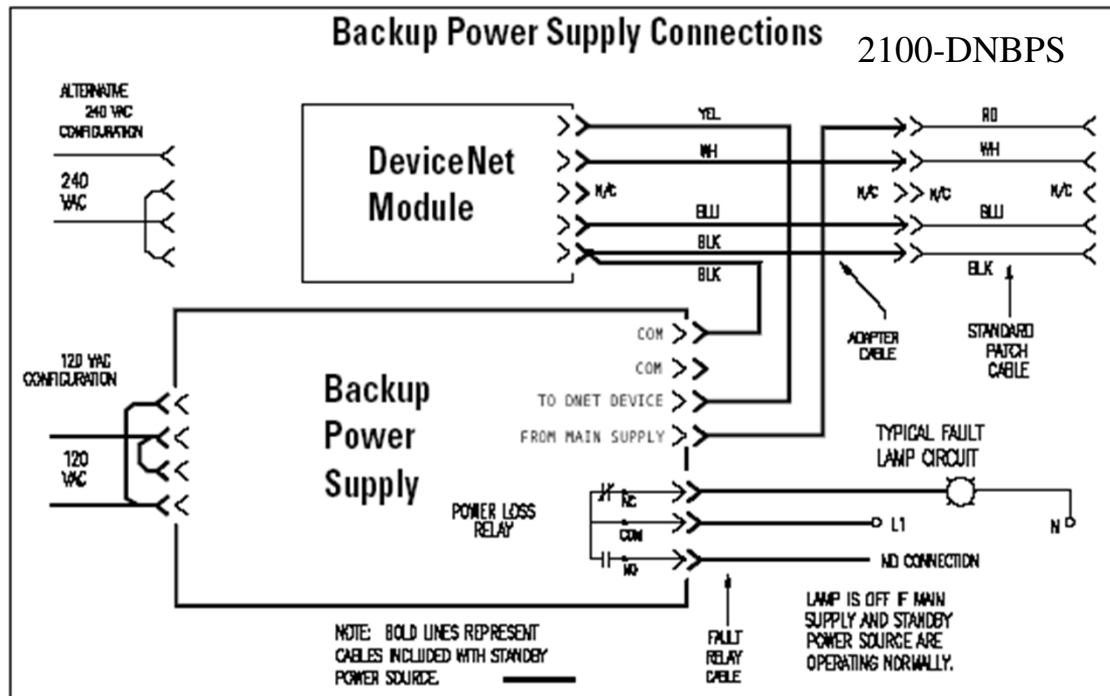 Backup Power Supply Connections
2100-DNBPS
ALTERNATIVE
240 VAC
CONFIGURATION
240
VAC
DeviceNet
Module
YEL
WH
N/C
BLU
BLK
BLK
RD
WH
N/C
N/C
N/C
BLU
BLK
ADAPTER
CABLE
STANDARD
PATCH
CABLE
120 VAC
CONFIGURATION
120
VAC
Backup
Power
Supply
COM
COM
TO DNET DEVICE
FROM MAIN SUPPLY
POWER LOSS
RELAY
NC
COM
NO
TYPICAL FAULT
LAMP CIRCUIT
L1
N
NO CONNECTION
FAULT
RELAY
CABLE
LAMP IS OFF IF MAIN
SUPPLY AND STANDBY
POWER SOURCE ARE
OPERATING NORMALLY.
NOTE: BOLD LINES REPRESENT
CABLES INCLUDED WITH STANDBY
POWER SOURCE.